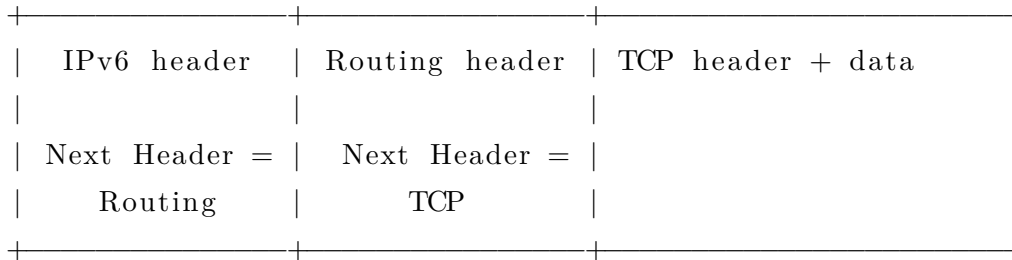 +---------------+----------------+------------------------
|  IPv6 header  | Routing header | TCP header + data
|               |                |
| Next Header = |  Next Header = |
|    Routing    |      TCP       |
+---------------+----------------+------------------------